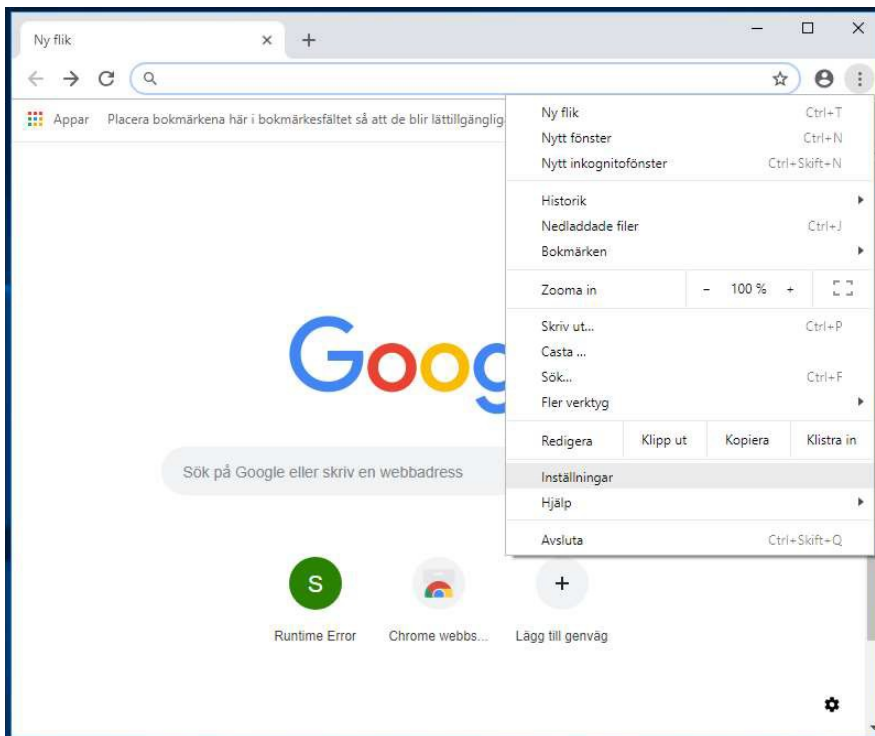 Ny flik
Appar Placera bokmärkena här i bokmärkesfältet så att de blir lättillgänglig
Ny flik Ctrl+T
Nytt fönster Ctrl+N
Nytt inkognitofönster Ctrl+Skift+N
Historik
Nedladdade filer Ctrl+J
Bokmärken
Zooma in - 100 % +
Skriv ut... Ctrl+P
Casta ...
Sök... Ctrl+F
Fler verktyg
Redigera Klipp ut Kopiera Klistra in
Inställningar
Hjälp
Avsluta Ctrl+Skift+Q
Goog
Sök på Google eller skriv en webbadress
S
Runtime Error Chrome webbs... Lägg till genväg